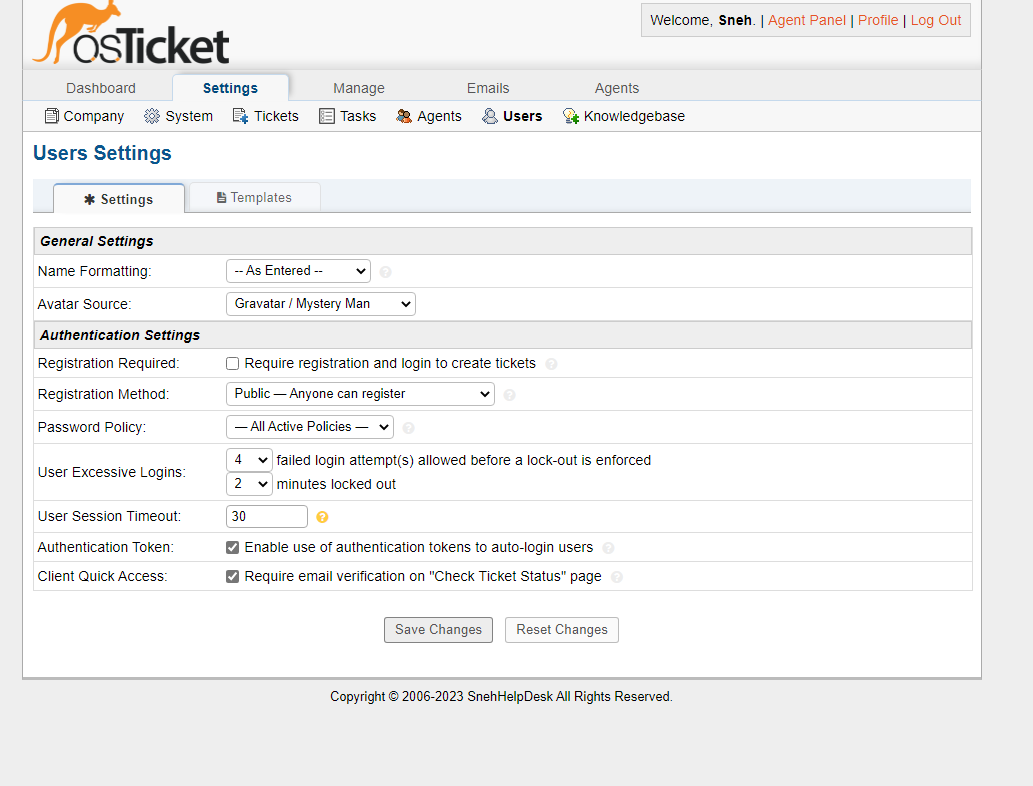 osTicket
Welcome, Sneh. | Agent Panel | Profile | Log Out
Dashboard Settings Manage Emails Agents
Company System Tickets Tasks Agents Users Knowledgebase
Users Settings
Settings Templates
General Settings
Name Formatting: -- As Entered --
Avatar Source: Gravatar / Mystery Man
Authentication Settings
Registration Required: Require registration and login to create tickets
Registration Method: Public — Anyone can register
Password Policy: — All Active Policies —
User Excessive Logins: 4 failed login attempt(s) allowed before a lock-out is enforced
2 minutes locked out
User Session Timeout: 30
Authentication Token: Enable use of authentication tokens to auto-login users
Client Quick Access: Require email verification on "Check Ticket Status" page
Save Changes Reset Changes
Copyright © 2006-2023 SnehHelpDesk All Rights Reserved.